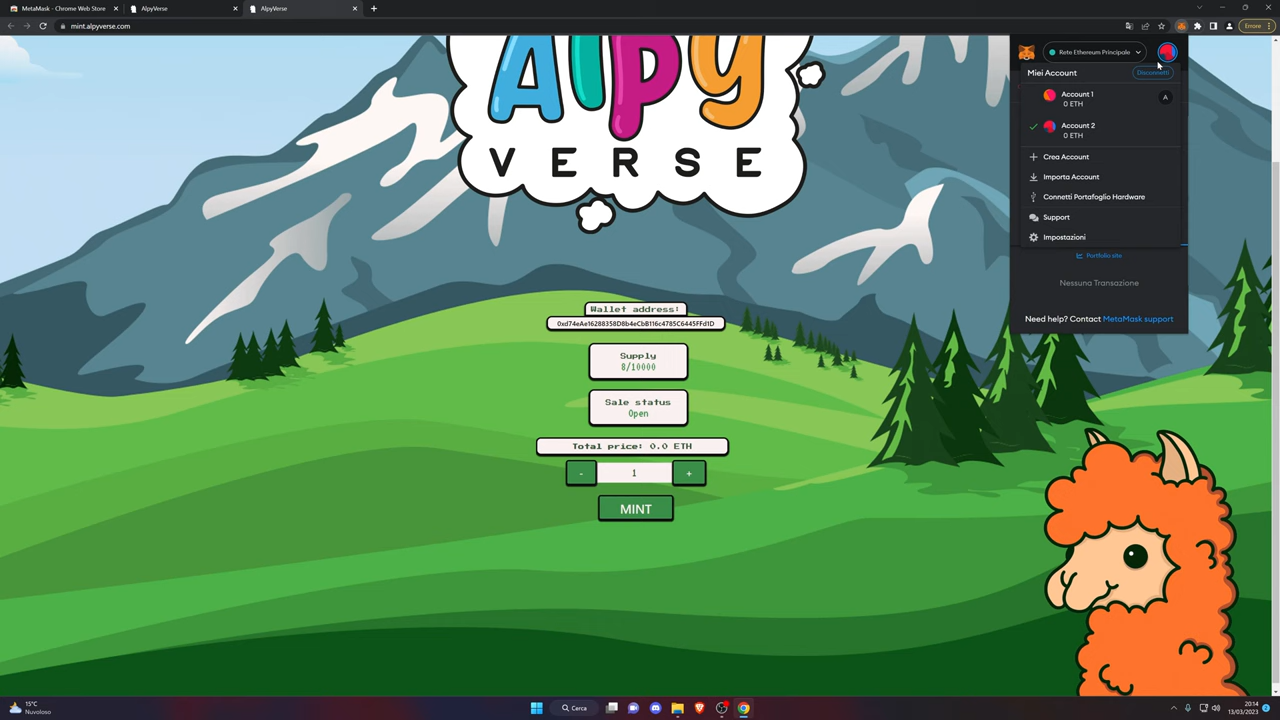 MetaMask - Chrome Web Store
AlpyVerse
AlpyVerse
mint.alpyverse.com
Errore
Rete Ethereum Principale
Miei Account
Disconnetti
Account 1
0 ETH
A
Account 2
0 ETH
Crea Account
Importa Account
Connetti Portafoglio Hardware
Support
Impostazioni
Portfolio site
Nessuna Transazione
Need help? Contact MetaMask support
Alpy
VERSE
Wallet address:
0xd74eAe16288358D8b4eCbB116c4785C6445FFd1D
Supply
8/10000
Sale status
Open
Total price: 0.0 ETH
- 1 +
MINT
15°C
Nuvoloso
Cerca
20:14
13/03/2023
2